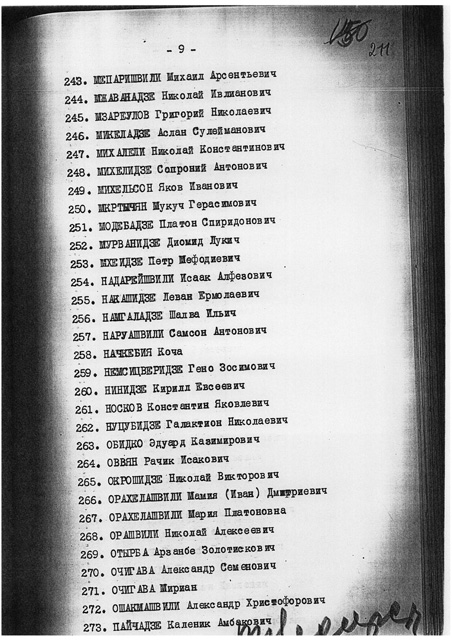 - 9 -
211
243. МЕПАРИШВИЛИ Михаил Арсентьевич
244. МЖАВАНАДЗЕ Николай Ивлианович
245. МЗАРЕУЛОВ Григорий Николаевич
246. МИКЕЛАДЗЕ Аслан Сулейманович
247. МИХАЛЕЛИ Николай Константинович
248. МИХЕЛИДЗЕ Сопроний Антонович
249. МИХЕЛЬСОН Яков Иванович
250. МКРТЫЧЯН Мукуч Герасимович
251. МОДЕБАДЗЕ Платон Спиридонович
252. МУРВАНИДЗЕ Диомид Лукич
253. МХЕИДЗЕ Петр Мефодиевич
254. НАДАРЕЙШВИЛИ Исаак Алфезович
255. НАКАШИДЗЕ Леван Ермолаевич
256. НАМГАЛАДЗЕ Шалва Ильич
257. НАРУАШВИЛИ Самсон Антонович
258. НАЧКЕБИЯ Коча
259. НЕМСИЦВЕРИДЗЕ Гено Зосимович
260. НИНИДЗЕ Кирилл Евсеевич
261. НОСКОВ Константин Яковлевич
262. НУЦУБИДЗЕ Галактион Николаевич
263. ОБИДКО Эдуард Казимирович
264. ОВВЯН Рачик Исакович
265. ОКРОШИДЗЕ Николай Викторович
266. ОРАХЕЛАШВИЛИ Мамия (Иван) Дмитриевич
267. ОРАХЕЛАШВИЛИ Мария Платоновна
268. ОРАШВИЛИ Николай Алексеевич
269. ОТЫРБА Арзанбе Золотискович
270. ОЧИГАВА Александр Семенович
271. ОЧИГАВА Мириан
272. ОШАКМАШВИЛИ Александр Христофорович
273. ПАЙЧАДЗЕ Каленик Амбакович